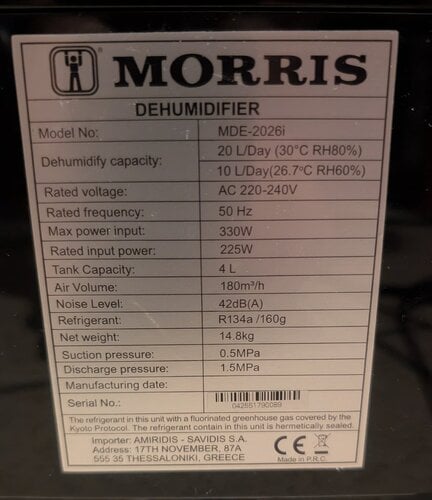 MORRIS
DEHUMIDIFIER
Model No: MDE-2026i
Dehumidify capacity: 20 L/Day (30°C RH80%)
10 L/Day(26.7°C RH60%)
Rated voltage: AC 220-240V
Rated frequency: 50 Hz
Max power input: 330W
Rated input power: 225W
Tank Capacity: 4 L
Air Volume: 180m³/h
Noise Level: 42dB(A)
Refrigerant: R134a /160g
Net weight: 14.8kg
Suction pressure: 0.5MPa
Discharge pressure: 1.5MPa
Manufacturing date:
Serial No.:
The refrigerant in this unit with a fluorinated greenhouse gas covered by the
Kyoto Protocol. The refrigerant contain in this unit is hermetically sealed.
Importer: AMIRIDIS - SAVIDIS S.A.
Address: 17TH NOVEMBER, 87A
555 35 THESSALONIKI, GREECE
CE
Made in P.R.C.